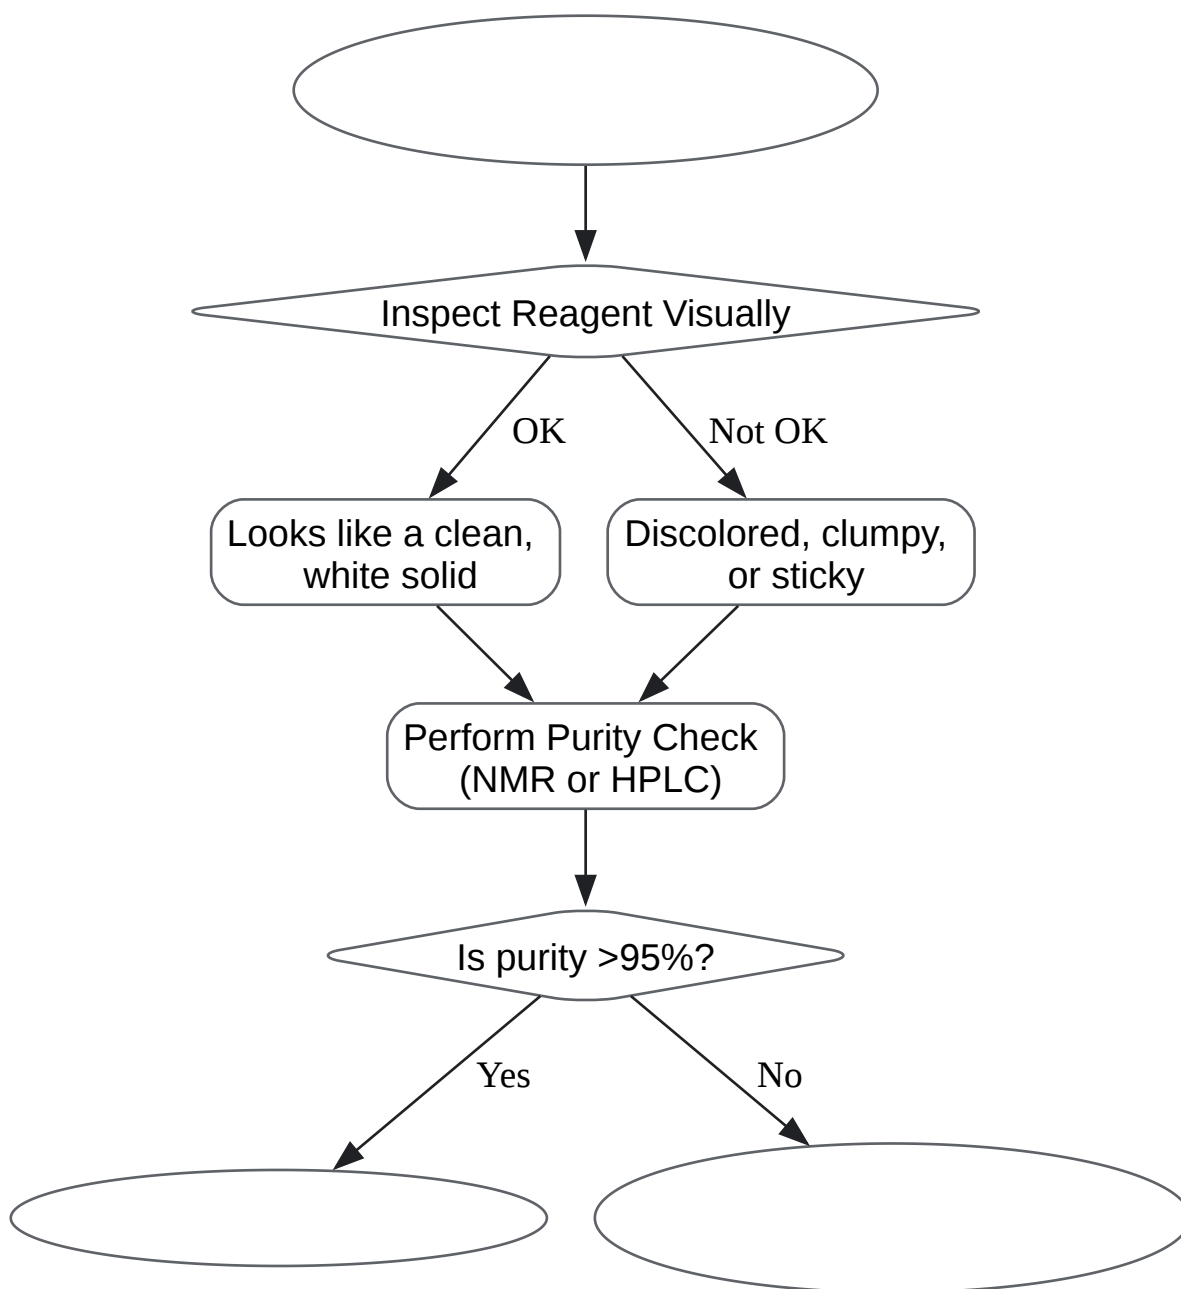 Inspect Reagent Visually
OK
Not OK
Looks like a clean,
white solid
Discolored, clumpy,
or sticky
Perform Purity Check
(NMR or HPLC)
Is purity >95%?
Yes
No